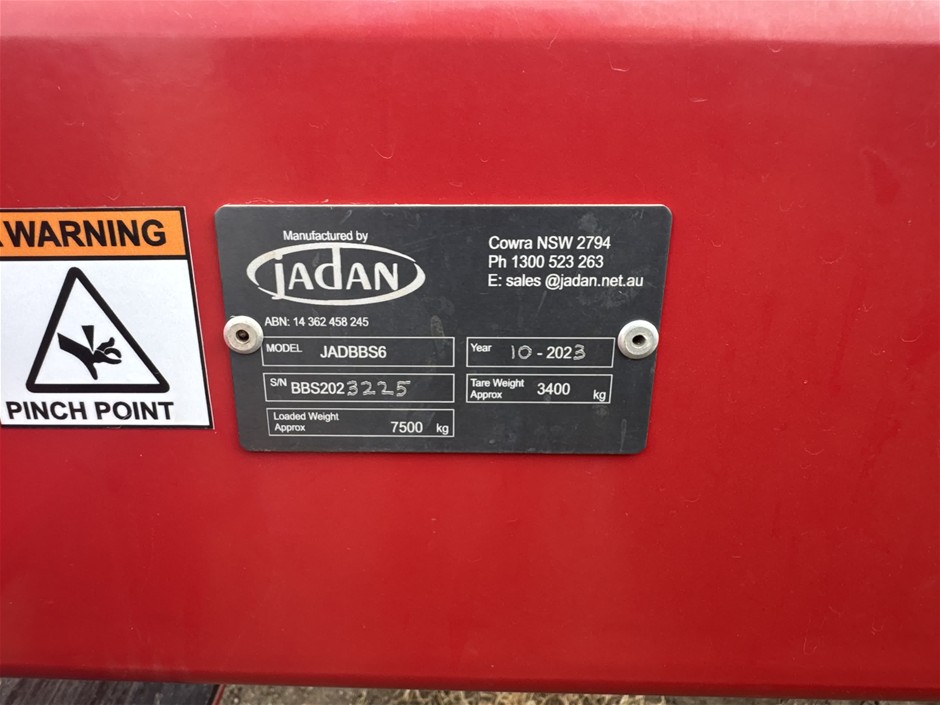 WARNING
PINCH POINT
Manufactured by
JADAN
Cowra NSW 2794
Ph 1300 523 263
E: sales @jadan.net.au
ABN: 14 362 458 245
MODEL JADBBS6
Year 10-2023
S/N BBS2023225
Tare Weight Approx 3400 kg
Loaded Weight Approx 7500 kg